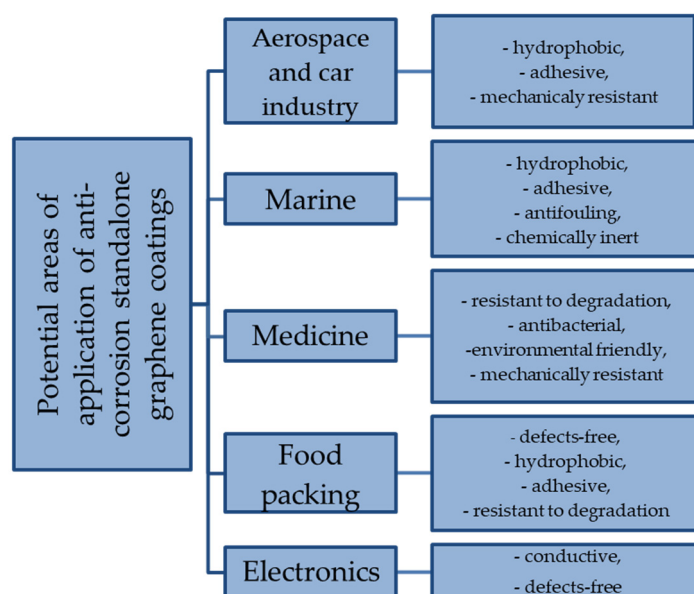 Potential areas of
application of anti-
corrosion standalone
graphene coatings
Aerospace
and car
industry
- hydrophobic,
- adhesive,
- mechanicaly resistant
Marine
- hydrophobic,
- adhesive,
- antifouling,
- chemically inert
Medicine
- resistant to degradation,
- antibacterial,
-environmental friendly,
- mechanically resistant
Food
packing
- defects-free,
- hydrophobic,
- adhesive,
- resistant to degradation
Electronics
- conductive,
- defects-free